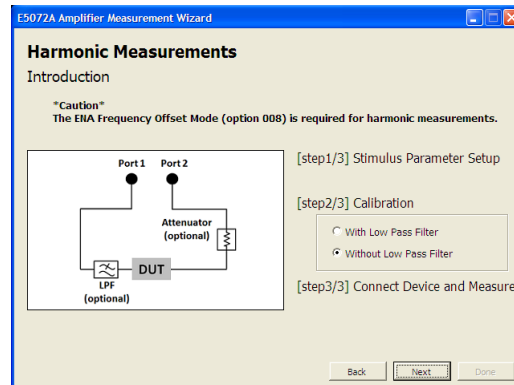 E5072A Amplifier Measurement Wizard
Harmonic Measurements
Introduction
*Caution*
The ENA Frequency Offset Mode (option 008) is required for harmonic measurements.
Port 1 Port 2
Attenuator
(optional)
DUT
LPF
(optional)
[step1/3] Stimulus Parameter Setup
[step2/3] Calibration
With Low Pass Filter
Without Low Pass Filter
[step3/3] Connect Device and Measure
Back Next Done